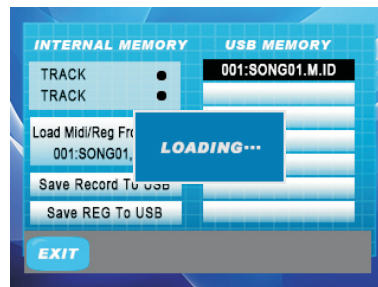 INTERNAL MEMORY
USB MEMORY
TRACK
TRACK
001:SONG01.M.ID
Load Midi/Reg Fro
001:SONG01,
LOADING...
Save Record To USB
Save REG To USB
EXIT